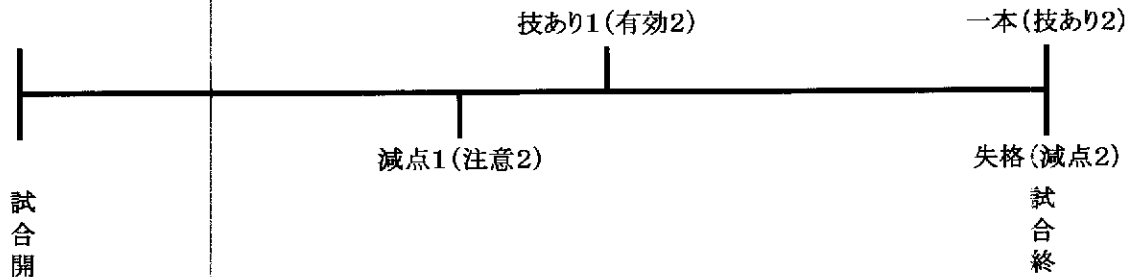 技あり1(有効2)
一本(技あり2)
減点1(注意2)
失格(減点2)
試合開
試合終